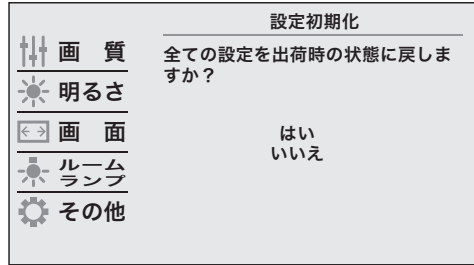 設定初期化
画 質
明るさ
画 面
ルーム
ランプ
その他
全ての設定を出荷時の状態に戻しま
すか？
はい
いいえ